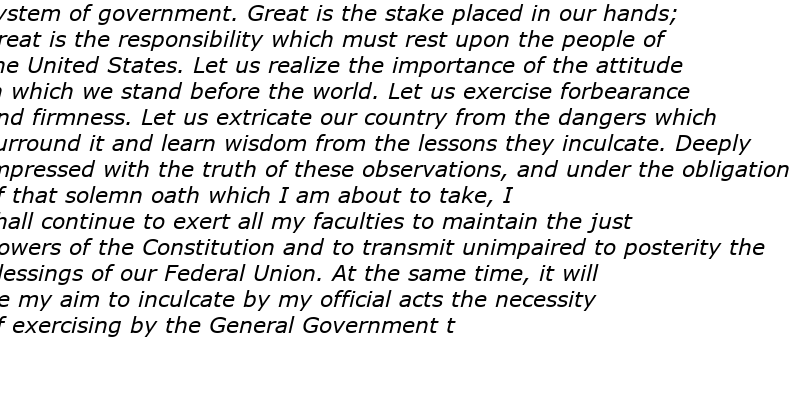 ystem of government. Great is the stake placed in our hands;
reat is the responsibility which must rest upon the people of
he United States. Let us realize the importance of the attitude
n which we stand before the world. Let us exercise forbearance
nd firmness. Let us extricate our country from the dangers which
urround it and learn wisdom from the lessons they inculcate. Deeply
mpressed with the truth of these observations, and under the obligation
f that solemn oath which I am about to take, I
hall continue to exert all my faculties to maintain the just
owers of the Constitution and to transmit unimpaired to posterity the
lessings of our Federal Union. At the same time, it will
e my aim to inculcate by my official acts the necessity
f exercising by the General Government t